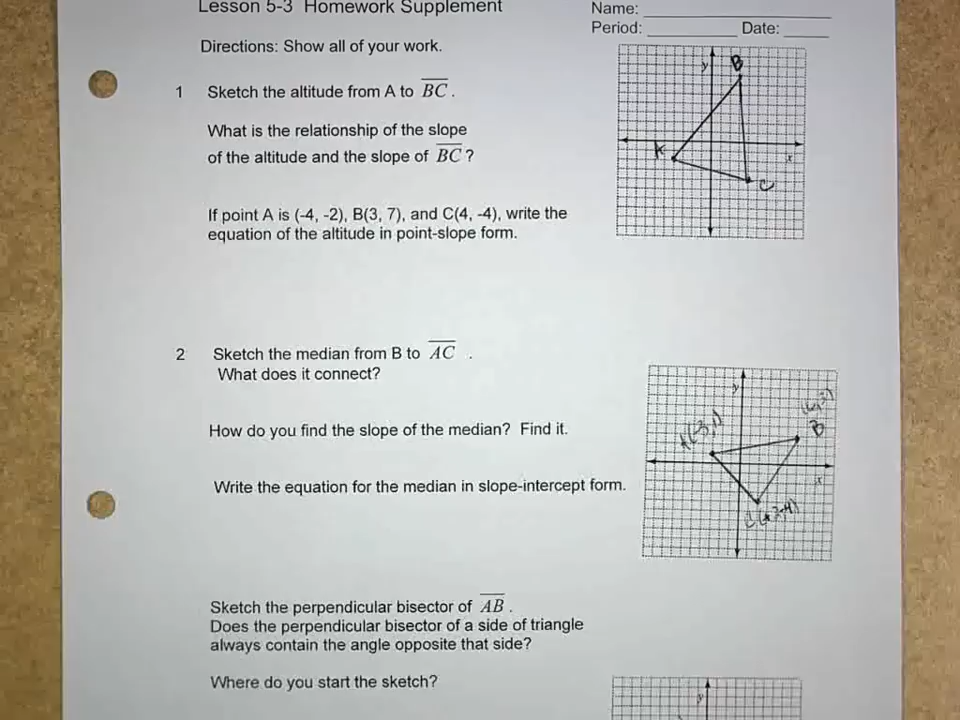 Lesson 5-3 Homework Supplement
Name: ____________
Period: ________ Date: _____
Directions: Show all of your work.
1 Sketch the altitude from A to BC.
What is the relationship of the slope
of the altitude and the slope of BC?
If point A is (-4, -2), B(3, 7), and C(4, -4), write the
equation of the altitude in point-slope form.
y
B
x
C
2 Sketch the median from B to AC .
What does it connect?
How do you find the slope of the median? Find it.
Write the equation for the median in slope-intercept form.
y
B
x
Sketch the perpendicular bisector of AB.
Does the perpendicular bisector of a side of triangle
always contain the angle opposite that side?
Where do you start the sketch?
y